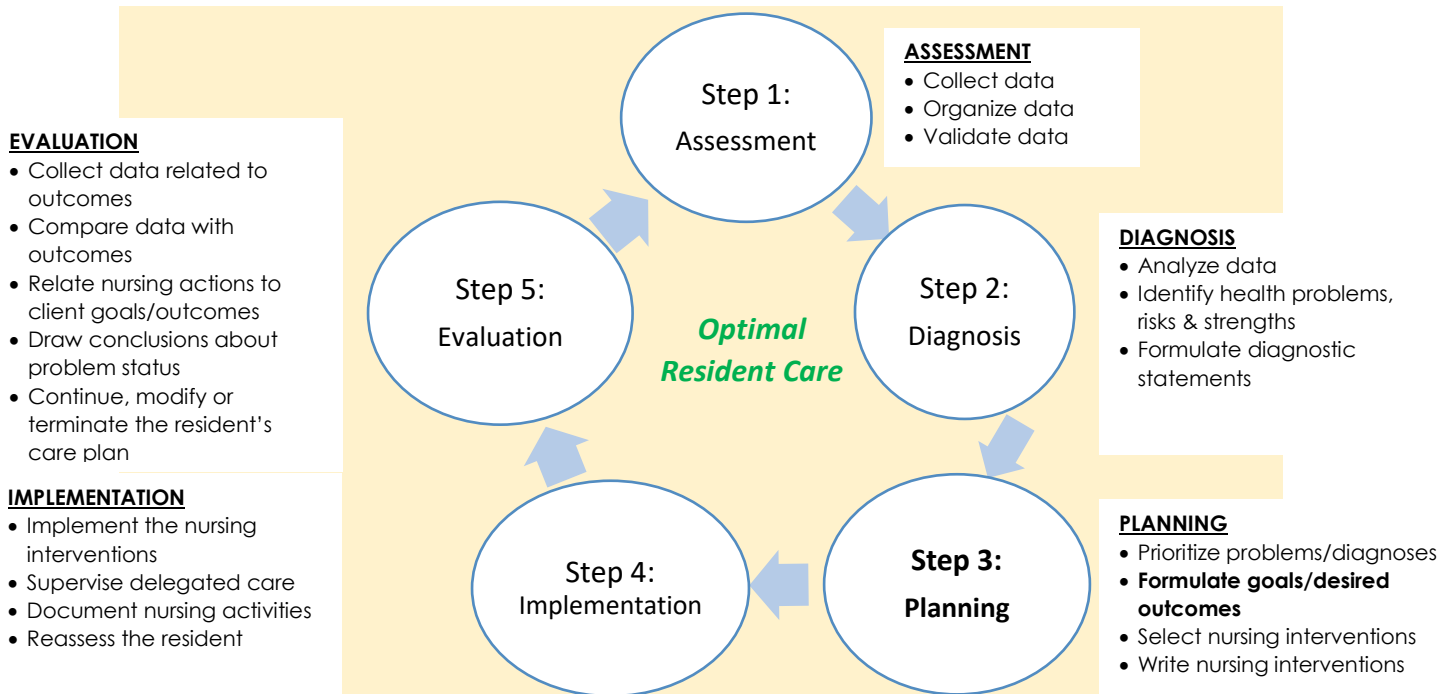 Step 1:
Assessment
ASSESSMENT
• Collect data
• Organize data
• Validate data
Step 2:
Diagnosis
DIAGNOSIS
• Analyze data
• Identify health problems,
risks & strengths
• Formulate diagnostic
statements
Step 3:
Planning
PLANNING
• Prioritize problems/diagnoses
• Formulate goals/desired
outcomes
• Select nursing interventions
• Write nursing interventions
Step 4:
Implementation
IMPLEMENTATION
• Implement the nursing
interventions
• Supervise delegated care
• Document nursing activities
• Reassess the resident
Step 5:
Evaluation
EVALUATION
• Collect data related to
outcomes
• Compare data with
outcomes
• Relate nursing actions to
client goals/outcomes
• Draw conclusions about
problem status
• Continue, modify or
terminate the resident’s
care plan
Optimal
Resident Care